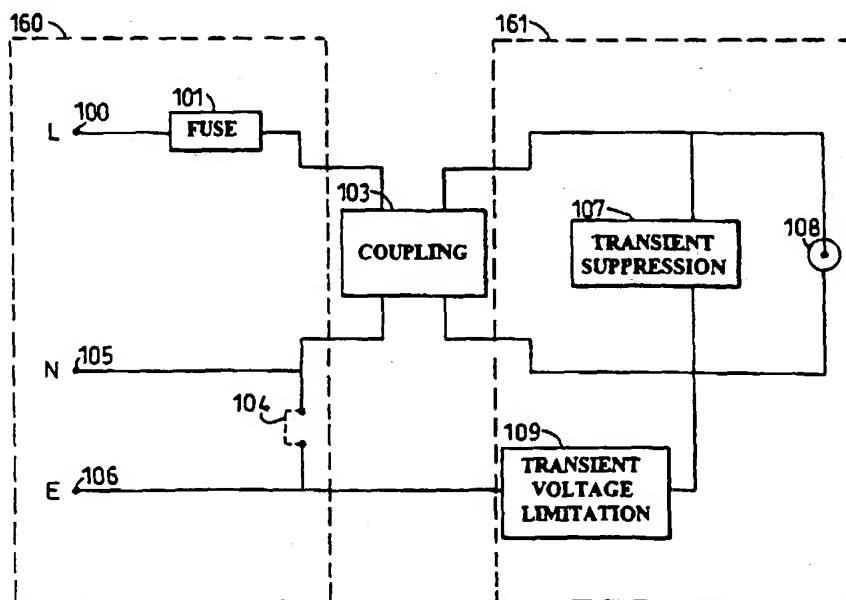 160
161
100
L
101
FUSE
103
COUPLING
107
TRANSIENT
SUPPRESSION
108
N
105
104
E
106
109
TRANSIENT
VOLTAGE
LIMITATION